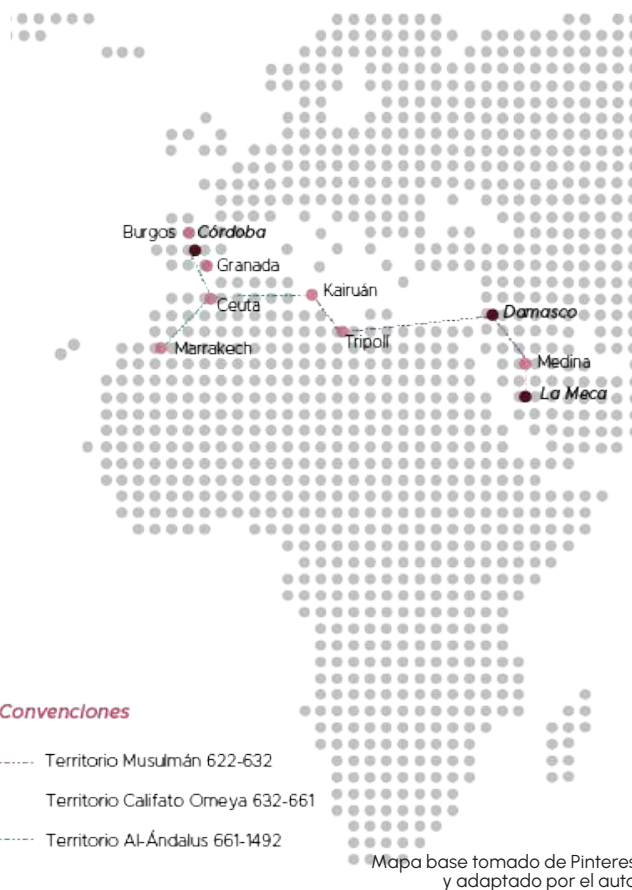 Burgos
Córdoba
Granada
Ceuta
Kairuán
Trípoli
Marrakech
Damasco
Medina
La Meca
Convenciones
Territorio Musulmán 622-632
Territorio Califato Omeya 632-661
Territorio Al-Ándalus 661-1492
Mapa base tomado de Pinteres
y adaptado por el auto